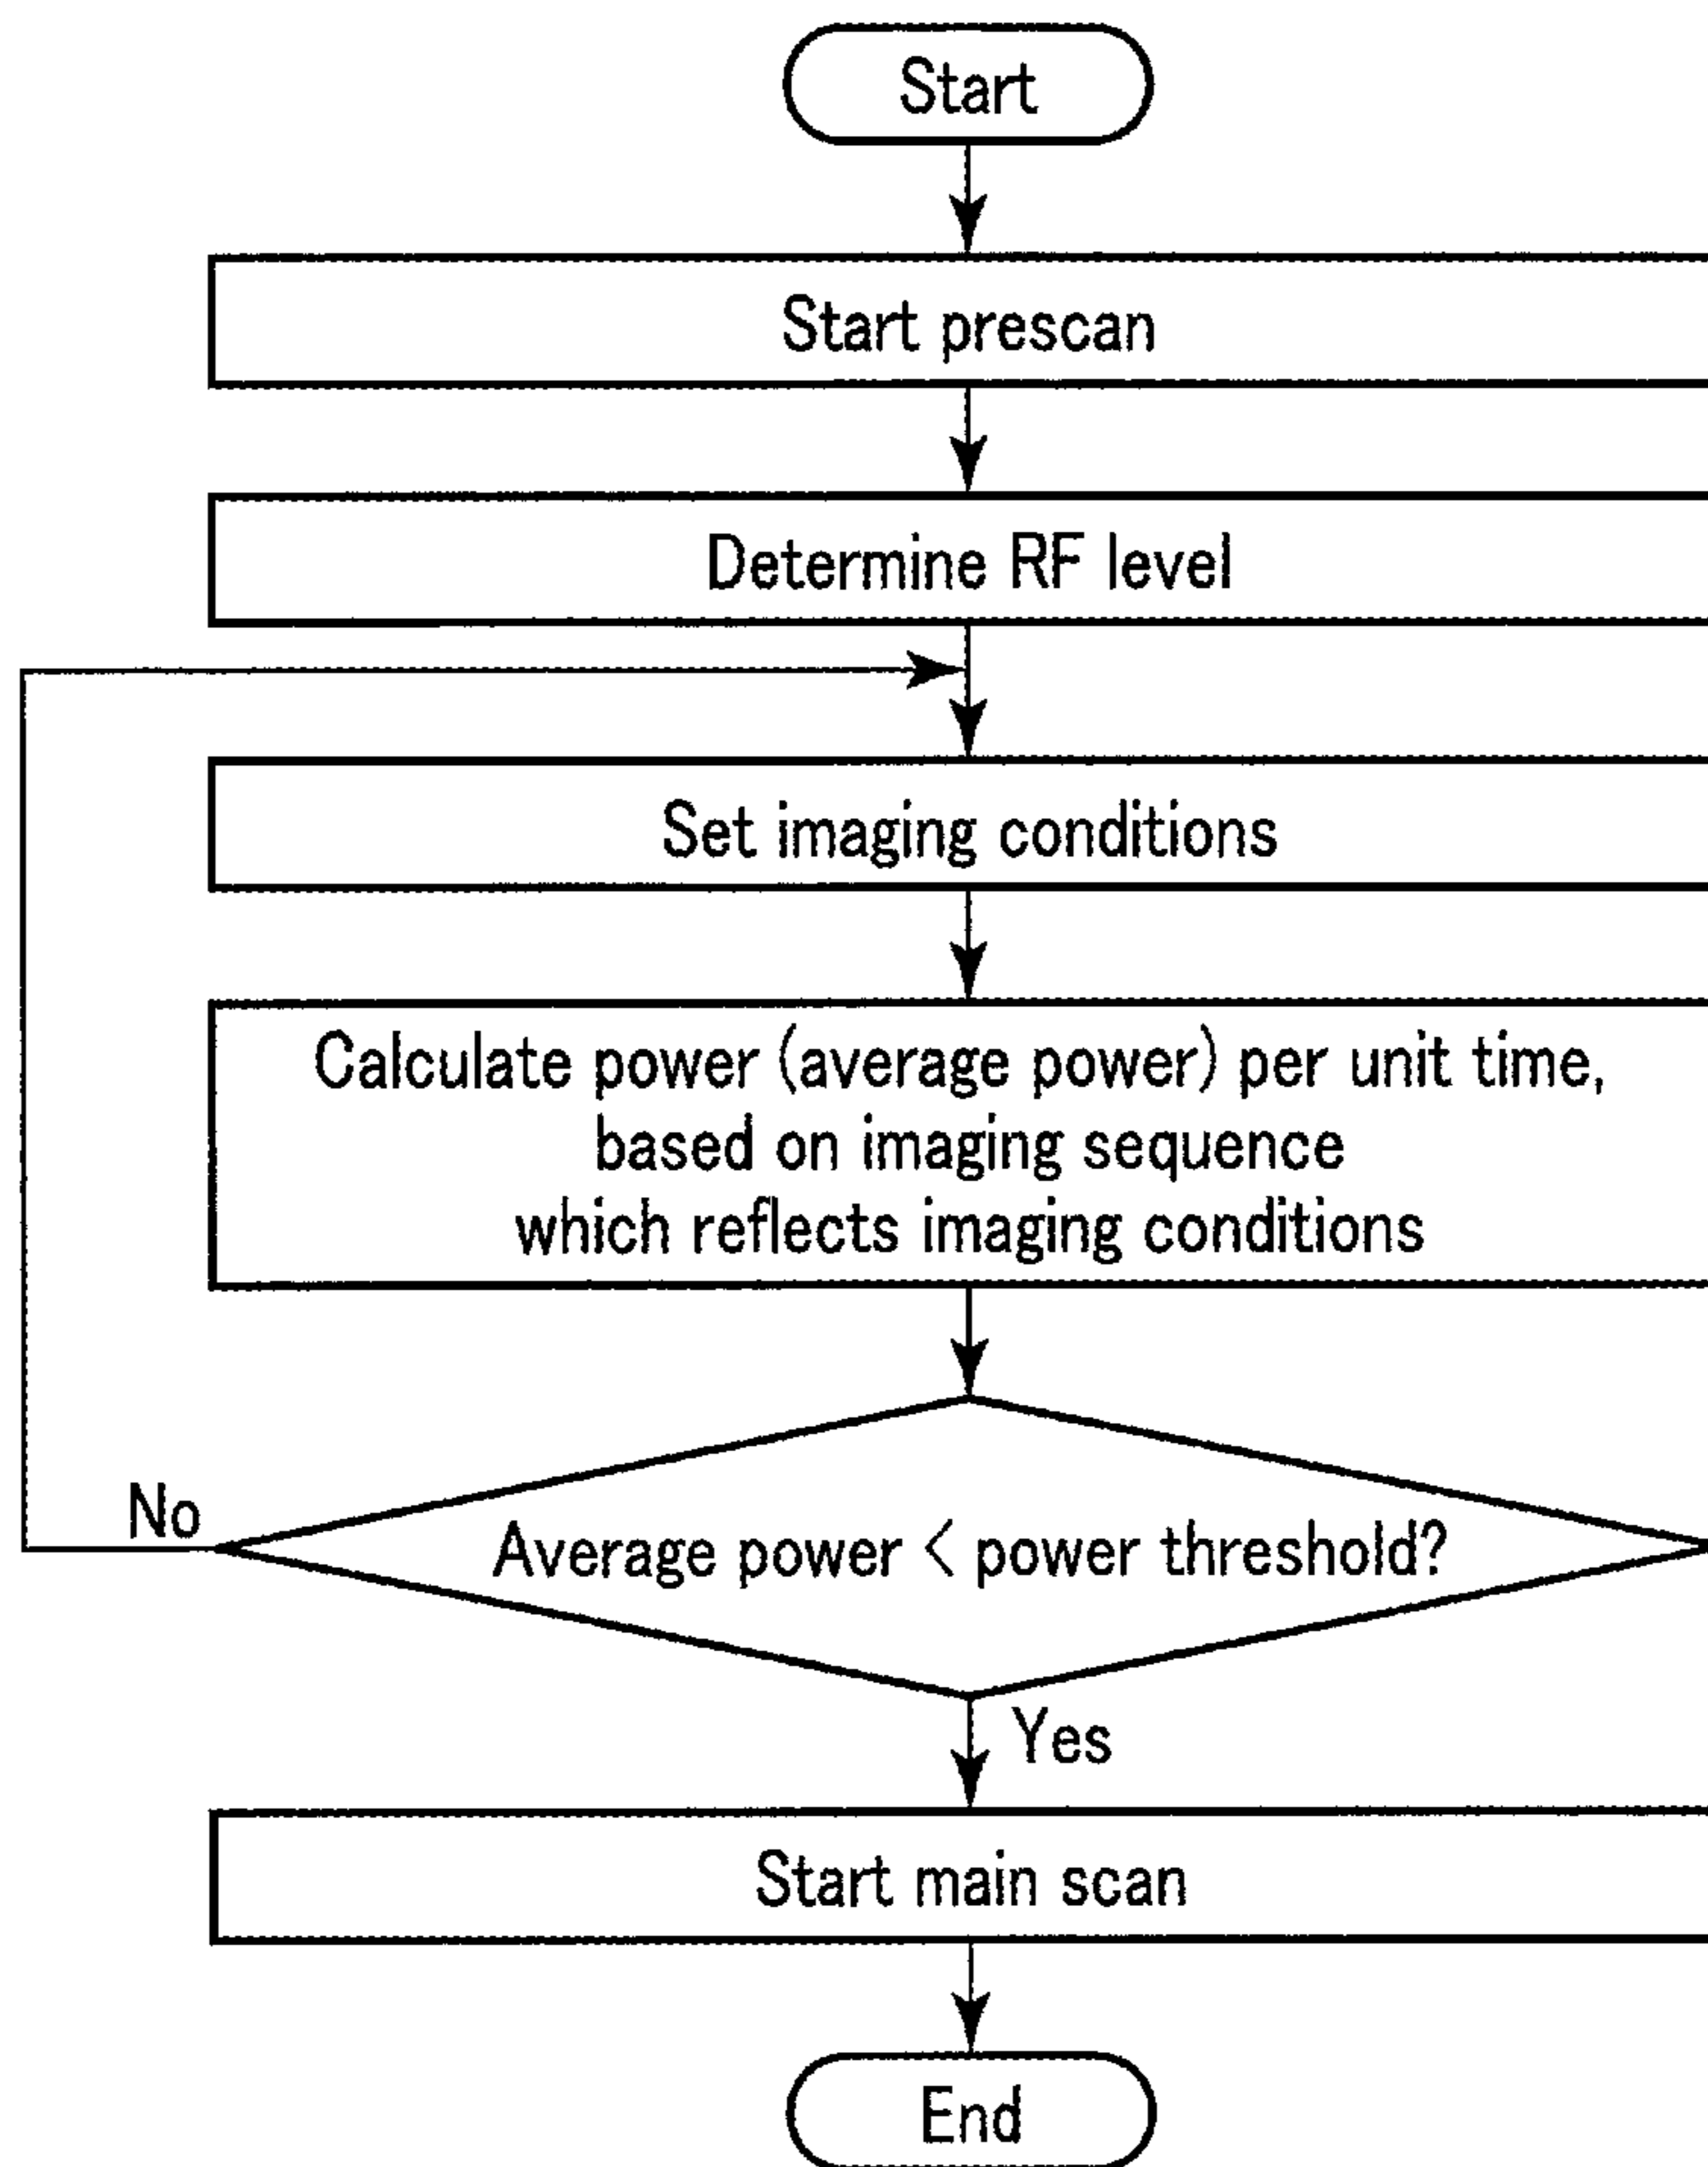 Start
Start prescan
Determine RF level
Set imaging conditions
Calculate power (average power) per unit time,
based on imaging sequence
which reflects imaging conditions
No
Average power < power threshold?
Yes
Start main scan
End